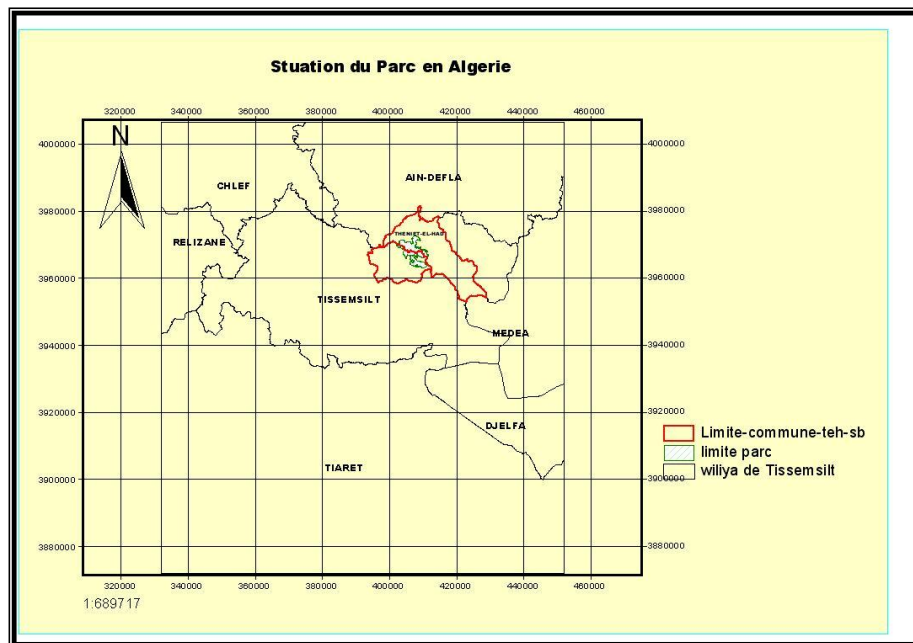 Stuation du Parc en Algerie
320000 340000 360000 380000 400000 420000 440000 460000
N
4000000 4000000
AIN-DEFLA
CHLEF
3980000 3980000
THENIET-EL-HAD
RELIZANE
3960000 3960000
TISSEMSILT
MEDEA
3940000 3940000
3920000 3920000
DJELFA
Limite-commune-teh-sb
limite parc
TIARET
wiliya de Tissemsilt
3900000 3900000
3880000 3880000
320000 340000 360000 380000 400000 420000 440000 460000
1:689717